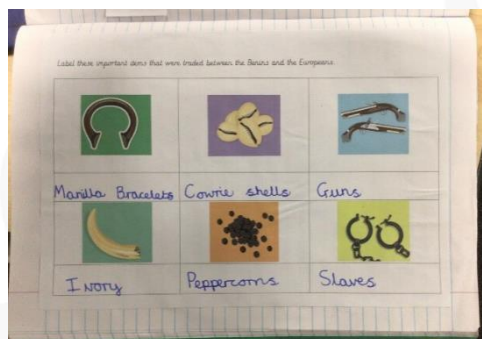 Label these important items that were traded between the Benins and the Europeans.
Manilla Bracelets Cowrie shells Guns
Ivory Peppercorns Slaves